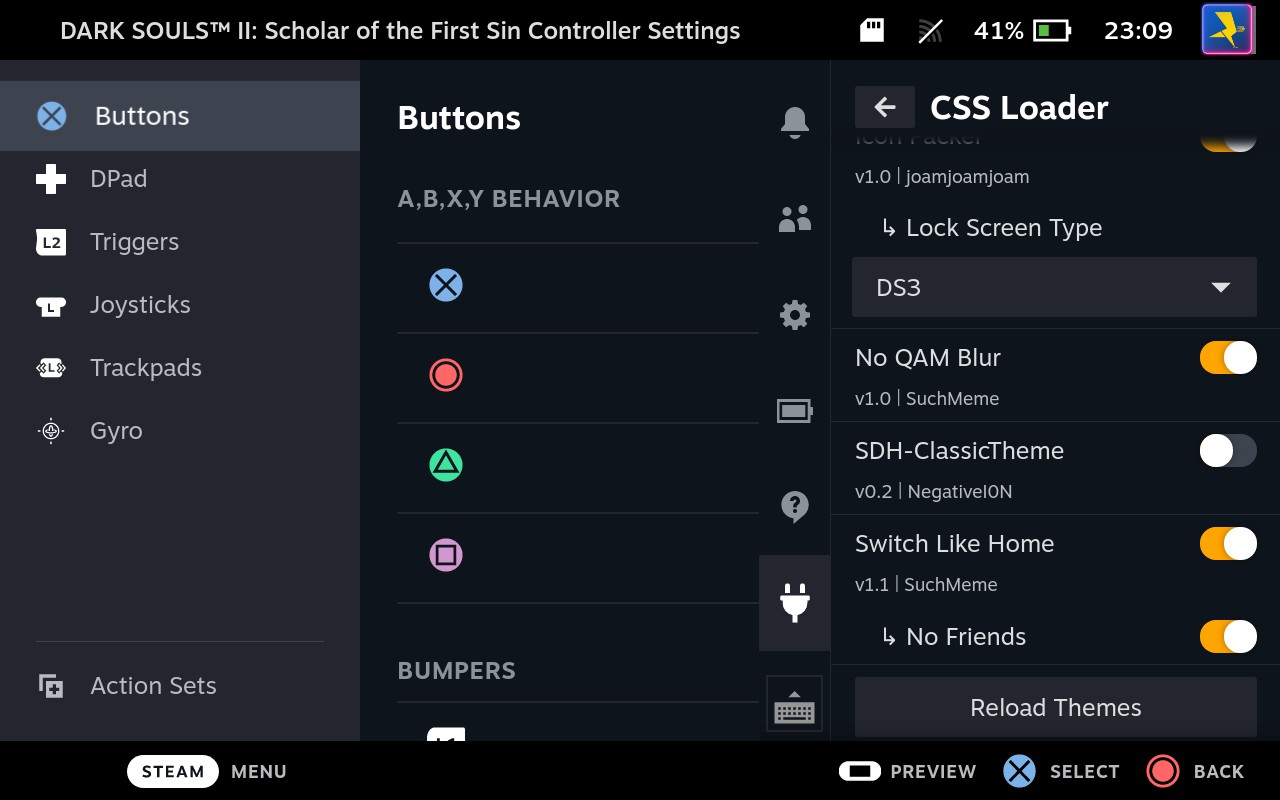 DARK SOULS™ II: Scholar of the First Sin Controller Settings
41%
23:09
Buttons
DPad
L2 Triggers
L Joysticks
L Trackpads
Gyro
Action Sets
Buttons
A,B,X,Y BEHAVIOR
BUMPERS
CSS Loader
Icon Packer
v1.0 | joamjoamjoam
↳ Lock Screen Type
DS3
No QAM Blur
v1.0 | SuchMeme
SDH-ClassicTheme
v0.2 | NegativeI0N
Switch Like Home
v1.1 | SuchMeme
↳ No Friends
Reload Themes
STEAM MENU
PREVIEW
SELECT
BACK